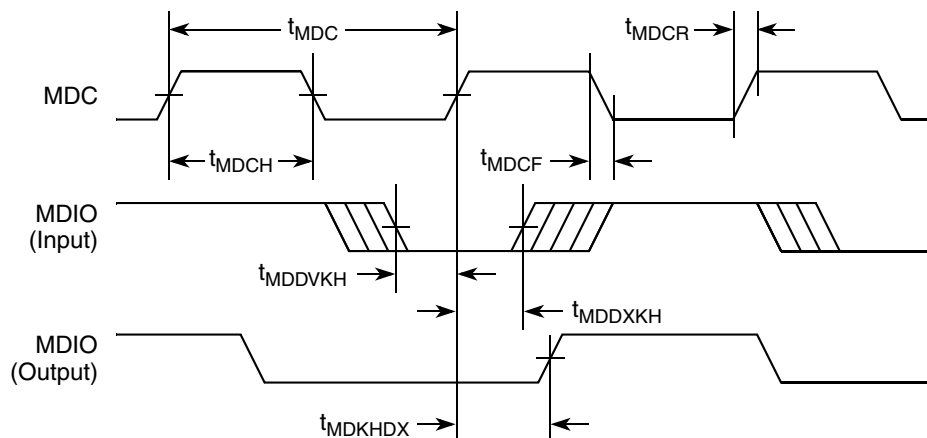 tMDC
tMDCR
MDC
tMDCH
tMDCF
MDIO
(Input)
tMDDVKH
tMDDXKH
MDIO
(Output)
tMDKHDX